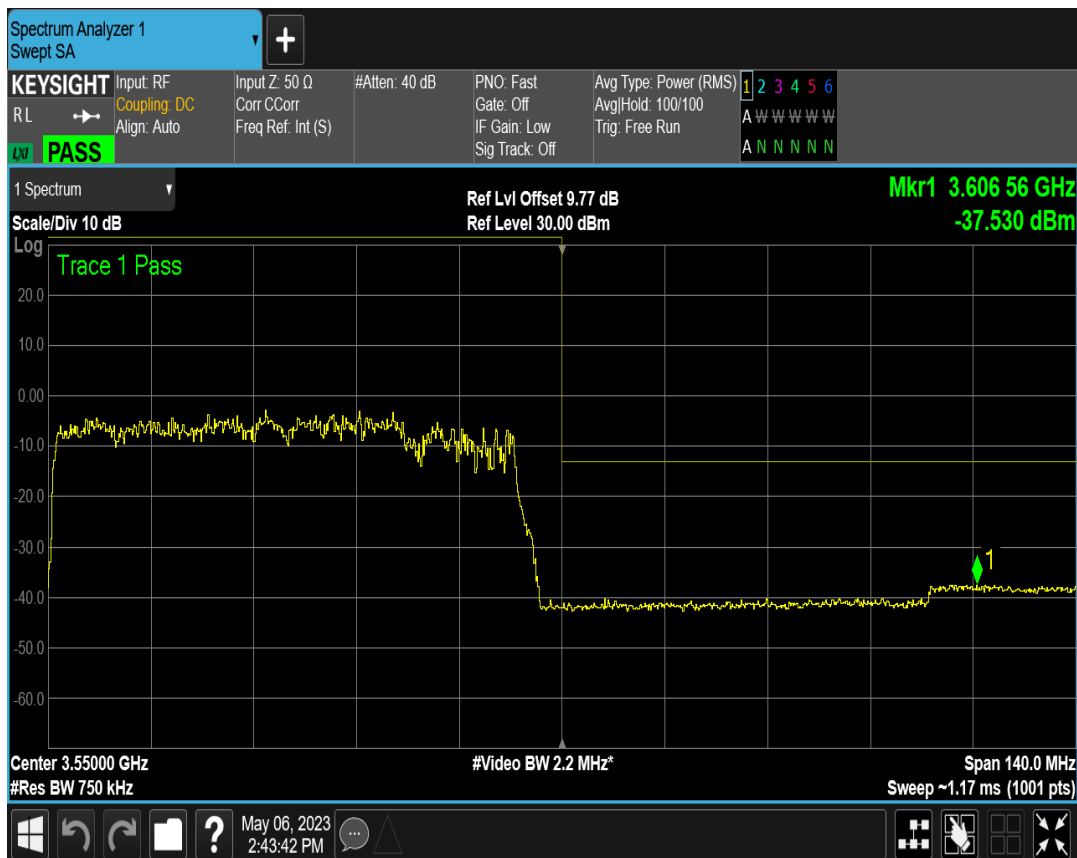 Spectrum Analyzer 1
Swept SA
+
KEYSIGHT
R L
LXI PASS
Input: RF
Coupling: DC
Align: Auto
Input Z: 50 Ω
Corr CCorr
Freq Ref: Int (S)
#Atten: 40 dB
PNO: Fast
Gate: Off
IF Gain: Low
Sig Track: Off
Avg Type: Power (RMS)
Avg|Hold: 100/100
Trig: Free Run
1 2 3 4 5 6
A W W W W W
A N N N N N
1 Spectrum
Scale/Div 10 dB
Ref Lvl Offset 9.77 dB
Ref Level 30.00 dBm
Mkr1 3.606 56 GHz
-37.530 dBm
Log
Trace 1 Pass
20.0
10.0
0.00
-10.0
-20.0
-30.0
1
-40.0
-50.0
-60.0
Center 3.55000 GHz
#Res BW 750 kHz
#Video BW 2.2 MHz*
Span 140.0 MHz
Sweep ~1.17 ms (1001 pts)
?
May 06, 2023
2:43:42 PM
...